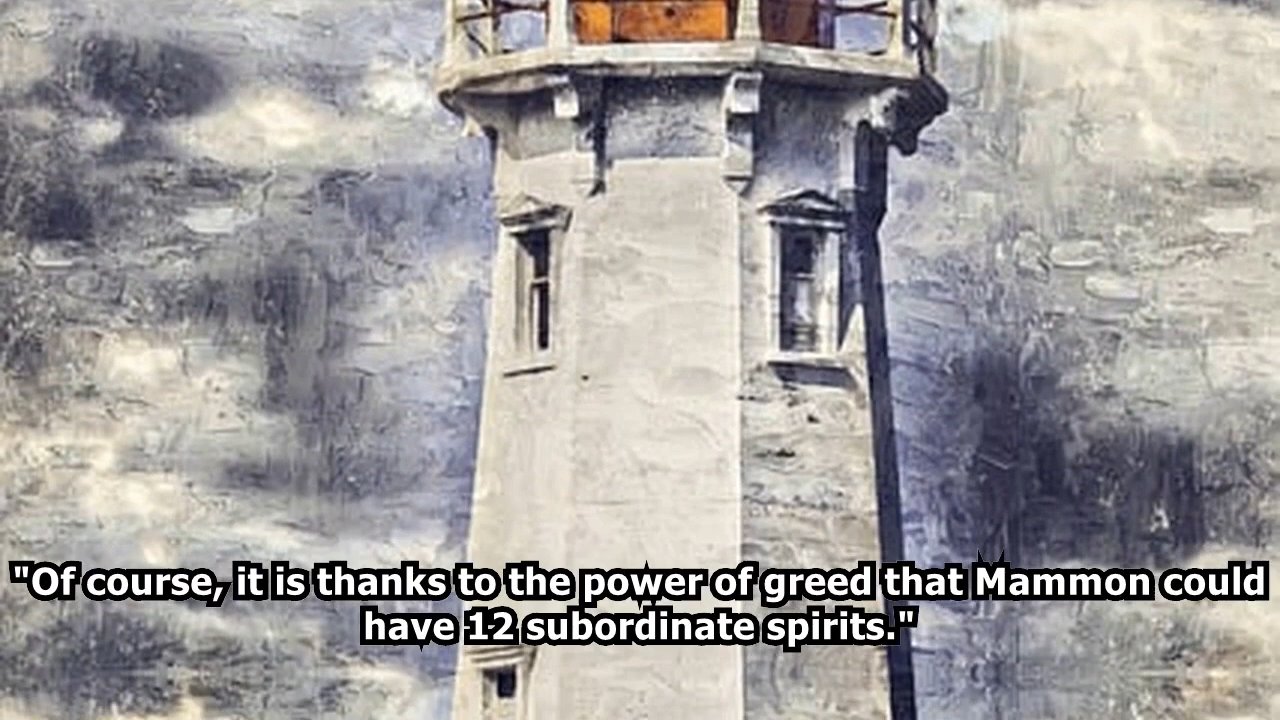 "Of course, it is thanks to the power of greed that Mammon could
have 12 subordinate spirits."